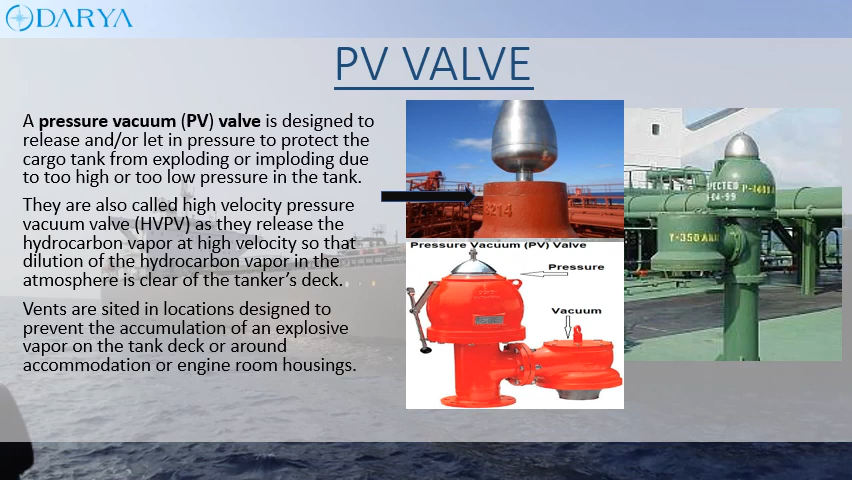 DARYA
PV VALVE
A pressure vacuum (PV) valve is designed to
release and/or let in pressure to protect the
cargo tank from exploding or imploding due
to too high or too low pressure in the tank.
They are also called high velocity pressure
vacuum valve (HVPV) as they release the
hydrocarbon vapor at high velocity so that
dilution of the hydrocarbon vapor in the
atmosphere is clear of the tanker’s deck.
Vents are sited in locations designed to
prevent the accumulation of an explosive
vapor on the tank deck or around
accommodation or engine room housings.
Pressure Vacuum (PV) Valve
Pressure
Vacuum